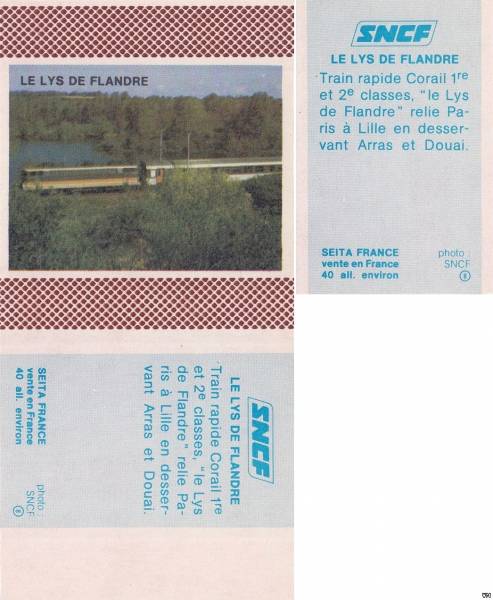 LE LYS DE FLANDRE
SNCF
LE LYS DE FLANDRE
Train rapide Corail 1re
et 2e classes, "le Lys
de Flandre" relie Pa-
ris à Lille en desser-
vant Arras et Douai.
SEITA FRANCE
vente en France
40 all. environ
photo :
SNCF
8
SNCF
LE LYS DE FLANDRE
Train rapide Corail 1re
et 2e classes, "le Lys
de Flandre" relie Pa-
ris à Lille en desser-
vant Arras et Douai.
SEITA FRANCE
vente en France
40 all. environ
photo :
SNCF
8